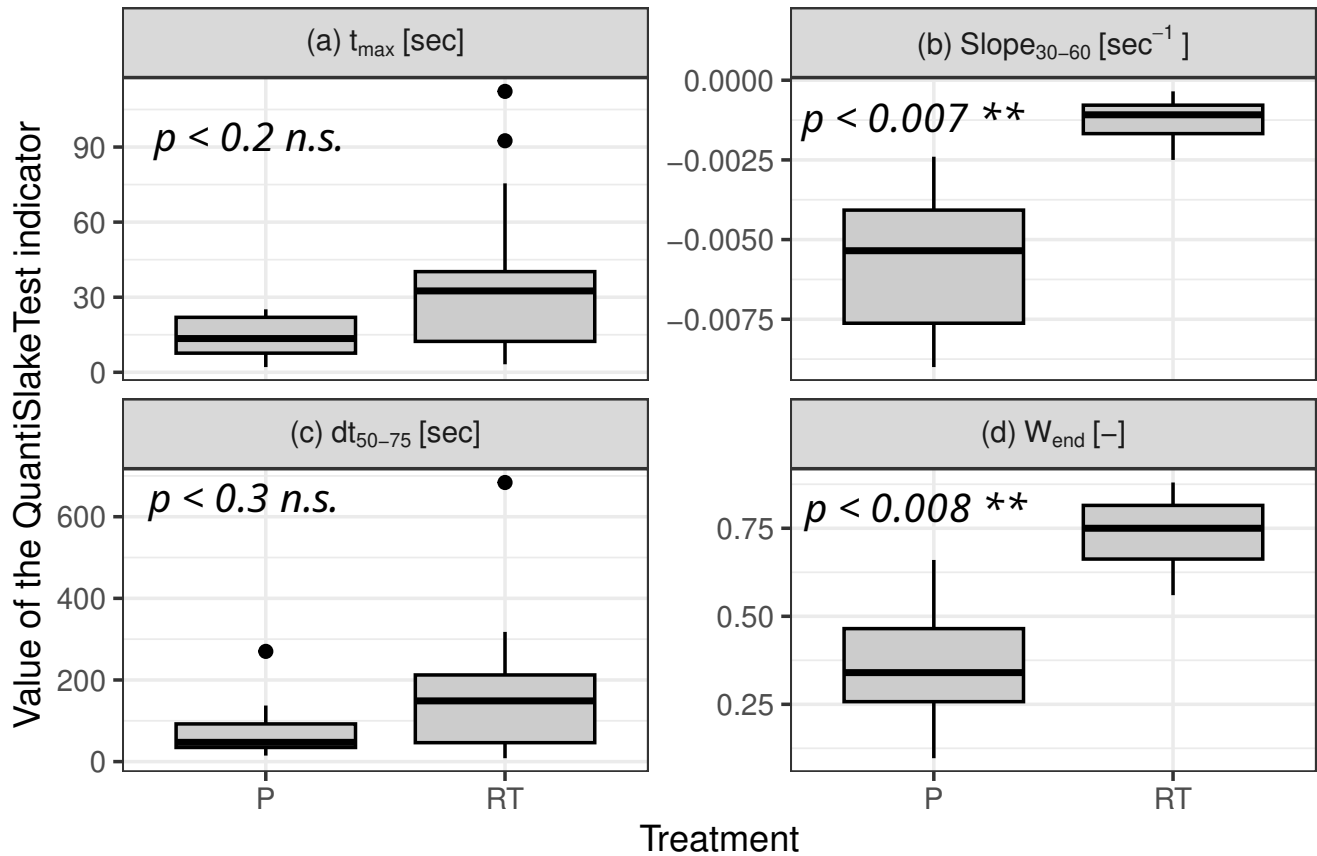 Value of the QuantiSlakeTest indicator
(a) tmax [sec]
p < 0.2 n.s.
90
60
30
0
(b) Slope30−60 [sec−1 ]
p < 0.007 **
0.0000
−0.0025
−0.0050
−0.0075
(c) dt50−75 [sec]
p < 0.3 n.s.
600
400
200
0
P RT
(d) Wend [−]
p < 0.008 **
0.75
0.50
0.25
P RT
Treatment